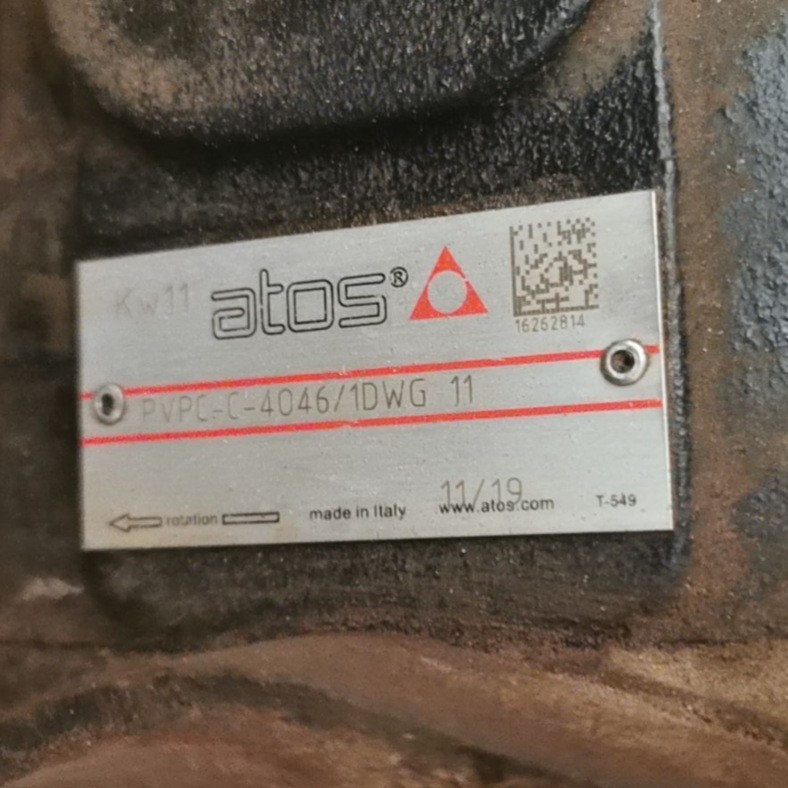 Kw11 atos®
16262814
PVPC-C-4046/1DWG 11
11/19
rotation made in Italy www.atos.com T-549